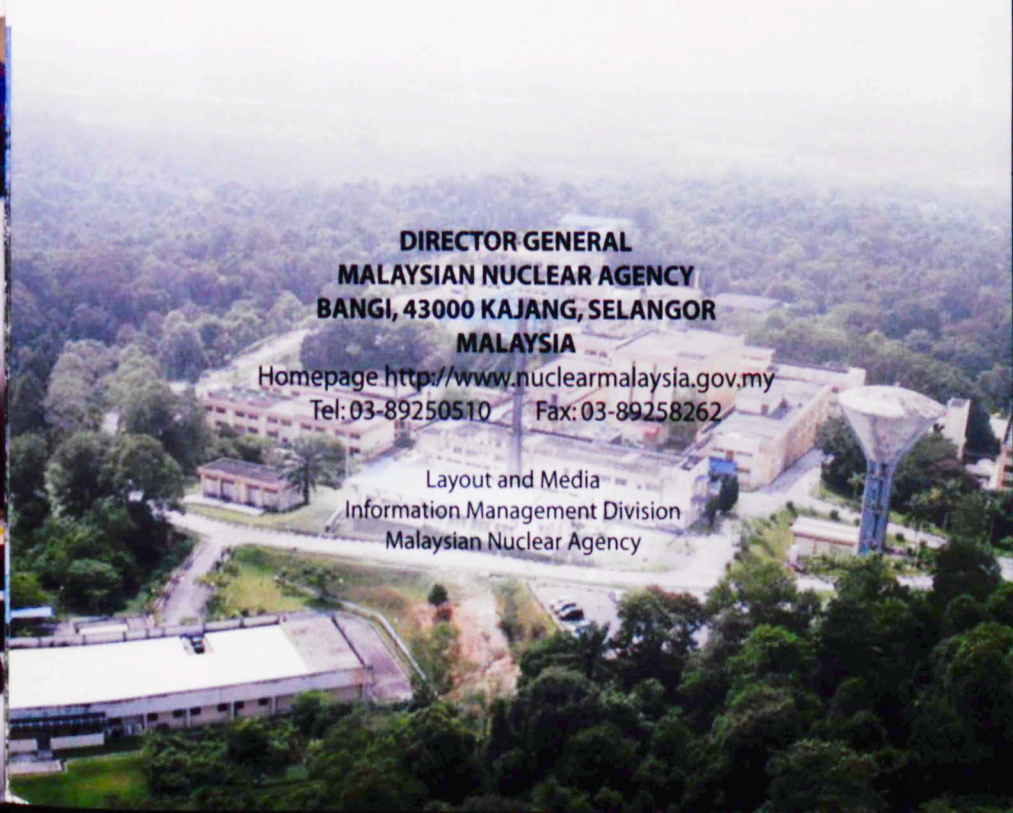 DIRECTOR GENERAL
MALAYSIAN NUCLEAR AGENCY
BANGI, 43000 KAJANG, SELANGOR
MALAYSIA
Homepage http://www.nuclearmalaysia.gov.my
Tel: 03-89250510 Fax: 03-89258262
Layout and Media
Information Management Division
Malaysian Nuclear Agency